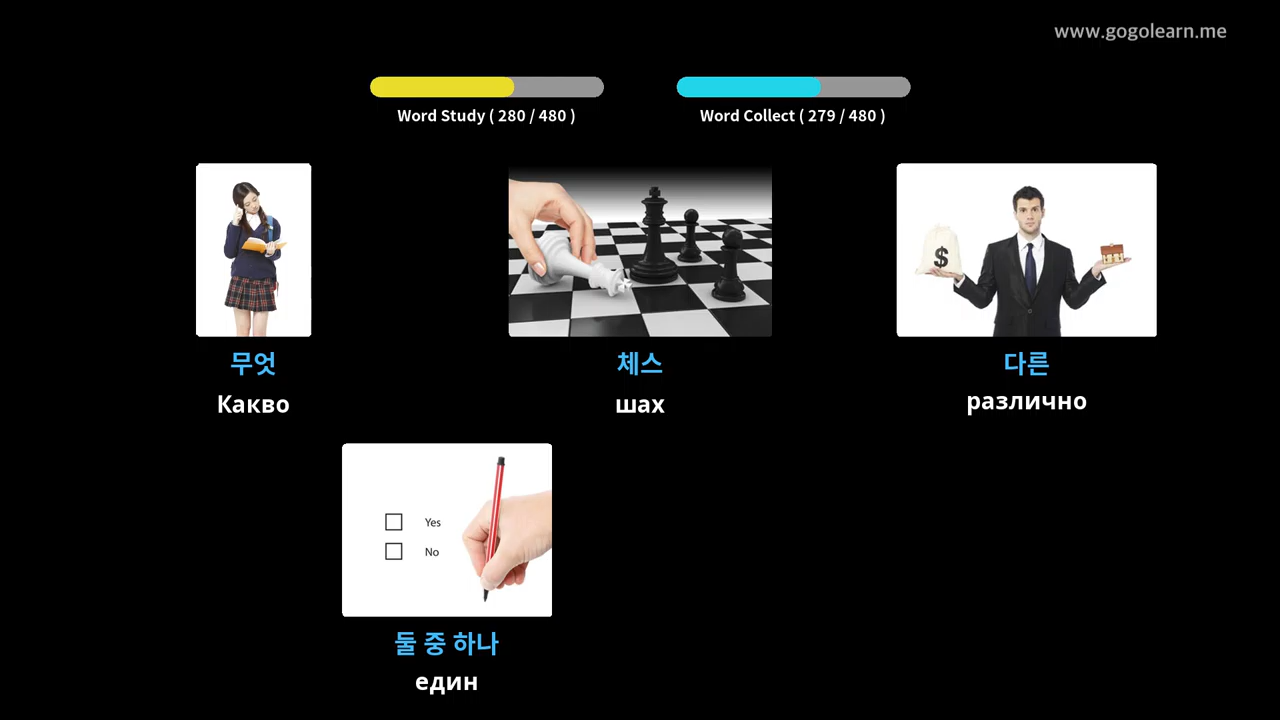 www.gogolearn.me
Word Study ( 280 / 480 )
Word Collect ( 279 / 480 )
$
무엇
Какво
체스
шах
다른
различно
Yes
No
둘 중 하나
един